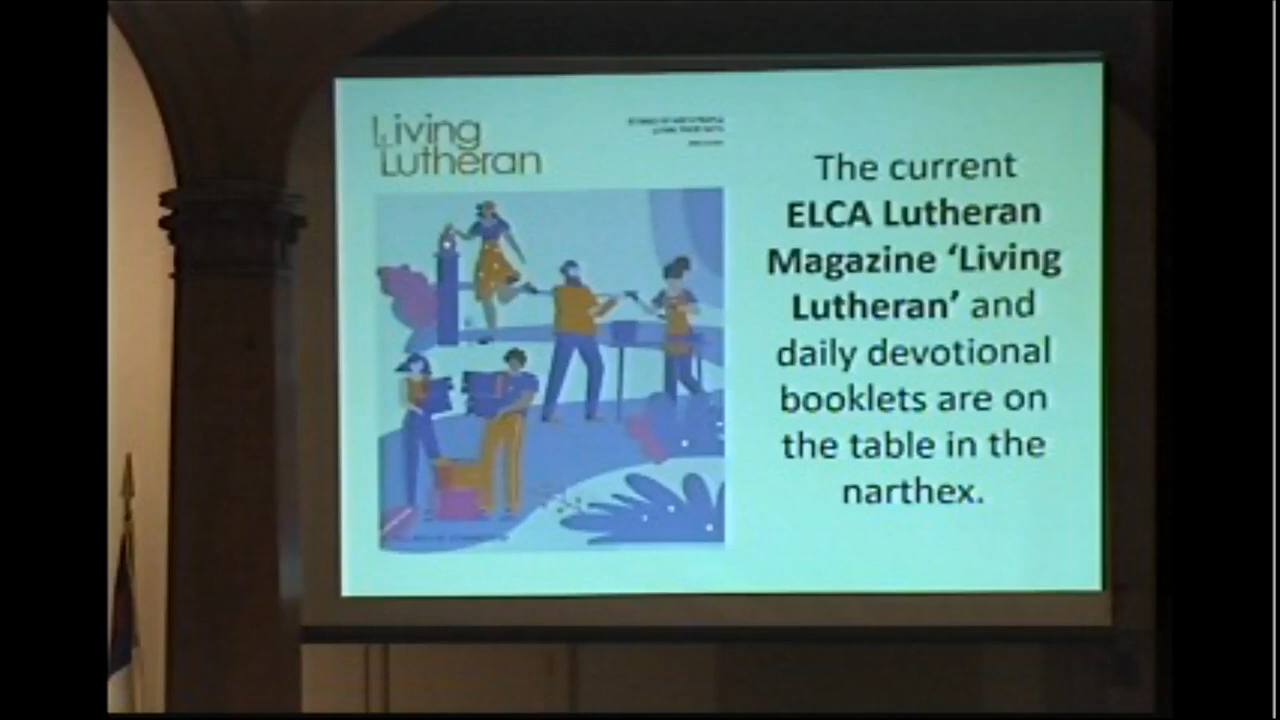 Living
Lutheran
The current
ELCA Lutheran
Magazine ‘Living
Lutheran’ and
daily devotional
booklets are on
the table in the
narthex.